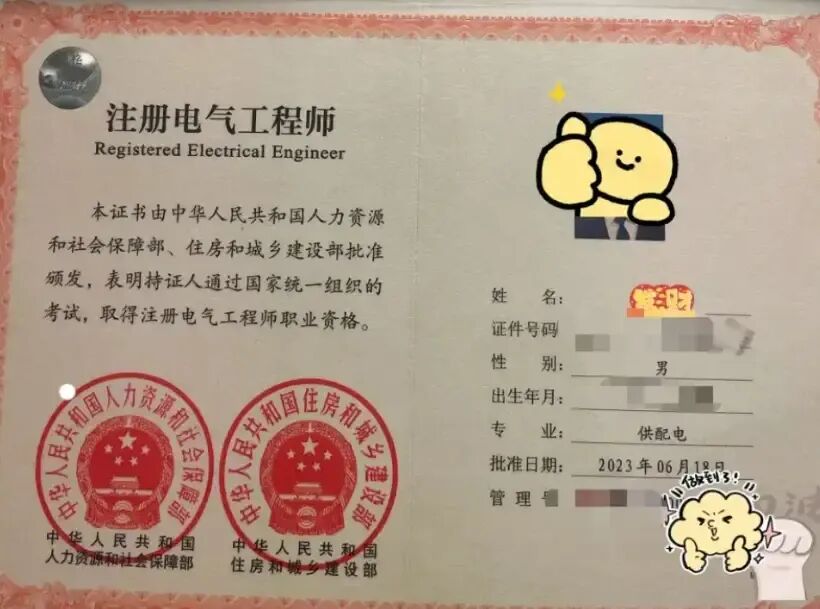 注册电气工程师
Registered Electrical Engineer
本证书由中华人民共和国人力资源
和社会保障部、住房和城乡建设部批准
颁发，表明持证人通过国家统一组织的
考试，取得注册电气工程师职业资格。
中华人民共和国人力资源和社会保障部
中华人民共和国住房和城乡建设部
中华人民共和国
人力资源和社会保障部
中华人民共和国
住房和城乡建设部
姓名：
证件号码
性别：男
出生年月：
专业：供配电
批准日期：2023年06月18日
管理号
做到了！